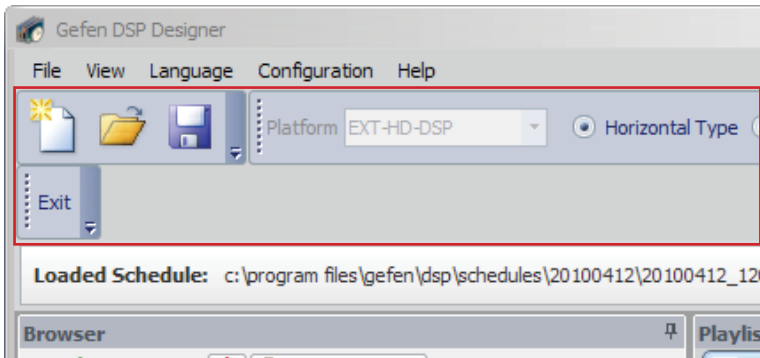 Gefen DSP Designer
File View Language Configuration Help
Platform EXT-HD-DSP Horizontal Type
Exit
Loaded Schedule: c:\program files\gefen\dsp\schedules\20100412\20100412_120
Browser Playlis